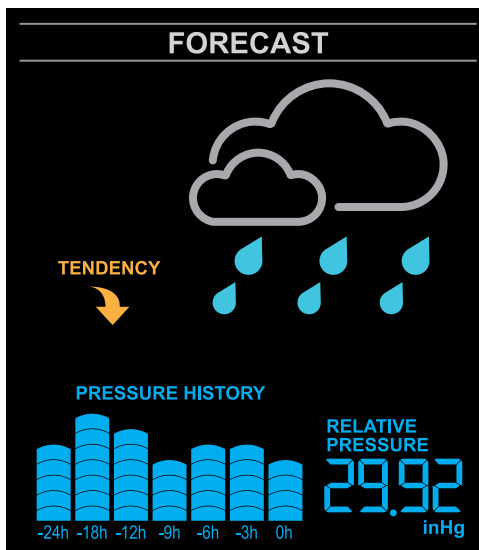 FORECAST
TENDENCY
PRESSURE HISTORY
RELATIVE
PRESSURE
29.92
inHg
-24h -18h -12h -9h -6h -3h 0h